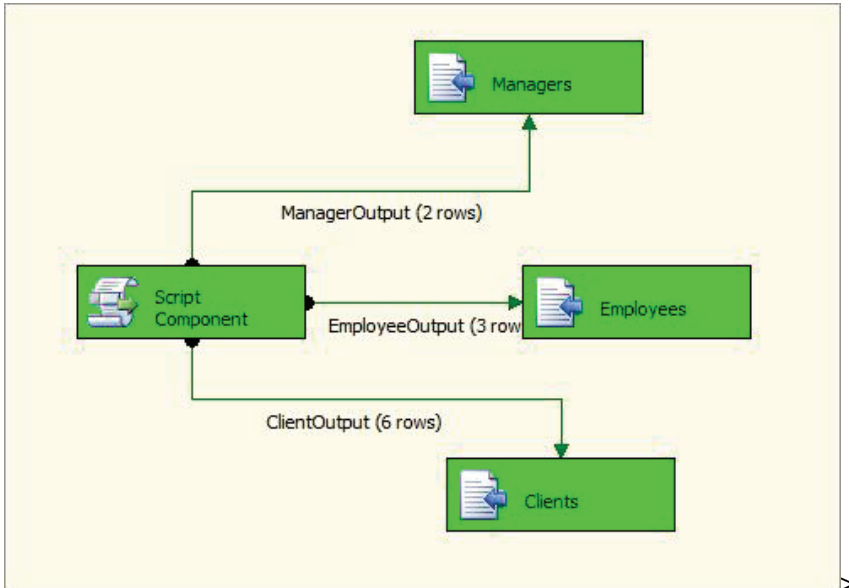 Managers
ManagerOutput (2 rows)
Script
Component
EmployeeOutput (3 row
Employees
ClientOutput (6 rows)
Clients
>